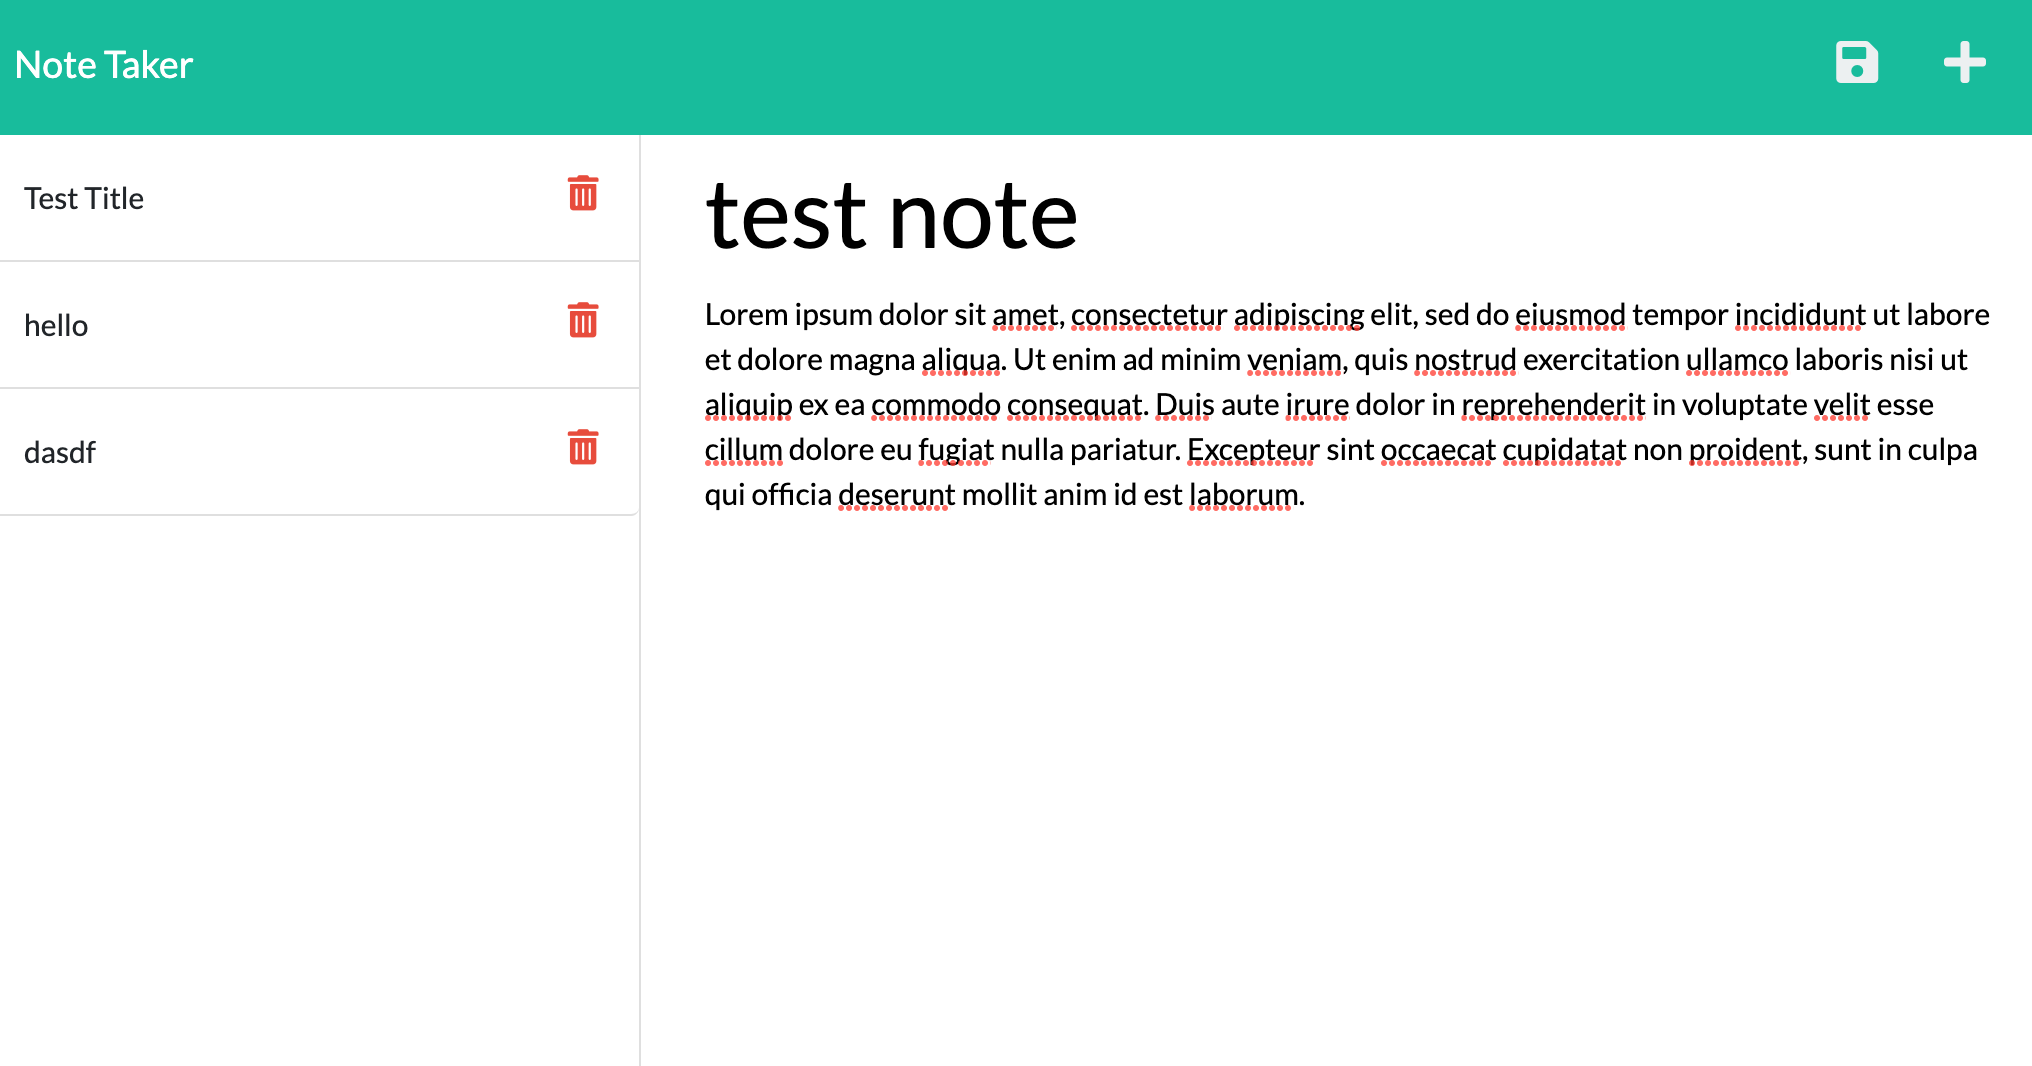 Note Taker
Test Title
hello
dasdf
test note
Lorem ipsum dolor sit amet, consectetur adipiscing elit, sed do eiusmod tempor incididunt ut labore
et dolore magna aliqua. Ut enim ad minim veniam, quis nostrud exercitation ullamco laboris nisi ut
aliquip ex ea commodo consequat. Duis aute irure dolor in reprehenderit in voluptate velit esse
cillum dolore eu fugiat nulla pariatur. Excepteur sint occaecat cupidatat non proident, sunt in culpa
qui officia deserunt mollit anim id est laborum.